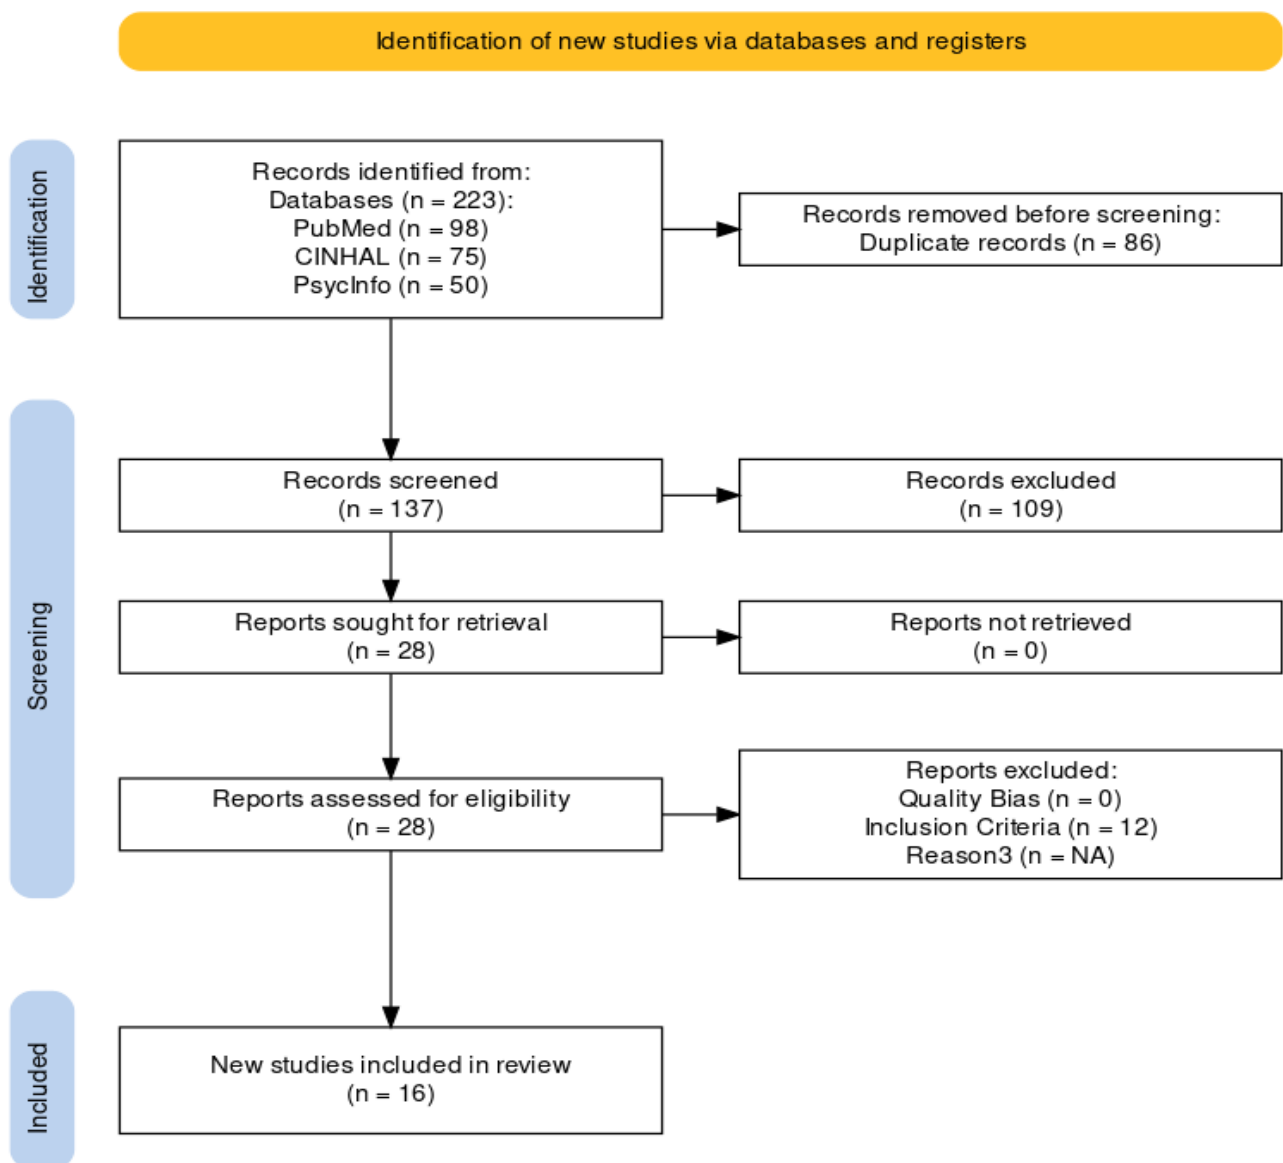 Identification of new studies via databases and registers
Identification
Records identified from:
Databases (n = 223):
PubMed (n = 98)
CINHAL (n = 75)
PsycInfo (n = 50)
Records removed before screening:
Duplicate records (n = 86)
Screening
Records screened
(n = 137)
Records excluded
(n = 109)
Reports sought for retrieval
(n = 28)
Reports not retrieved
(n = 0)
Reports assessed for eligibility
(n = 28)
Reports excluded:
Quality Bias (n = 0)
Inclusion Criteria (n = 12)
Reason3 (n = NA)
Included
New studies included in review
(n = 16)